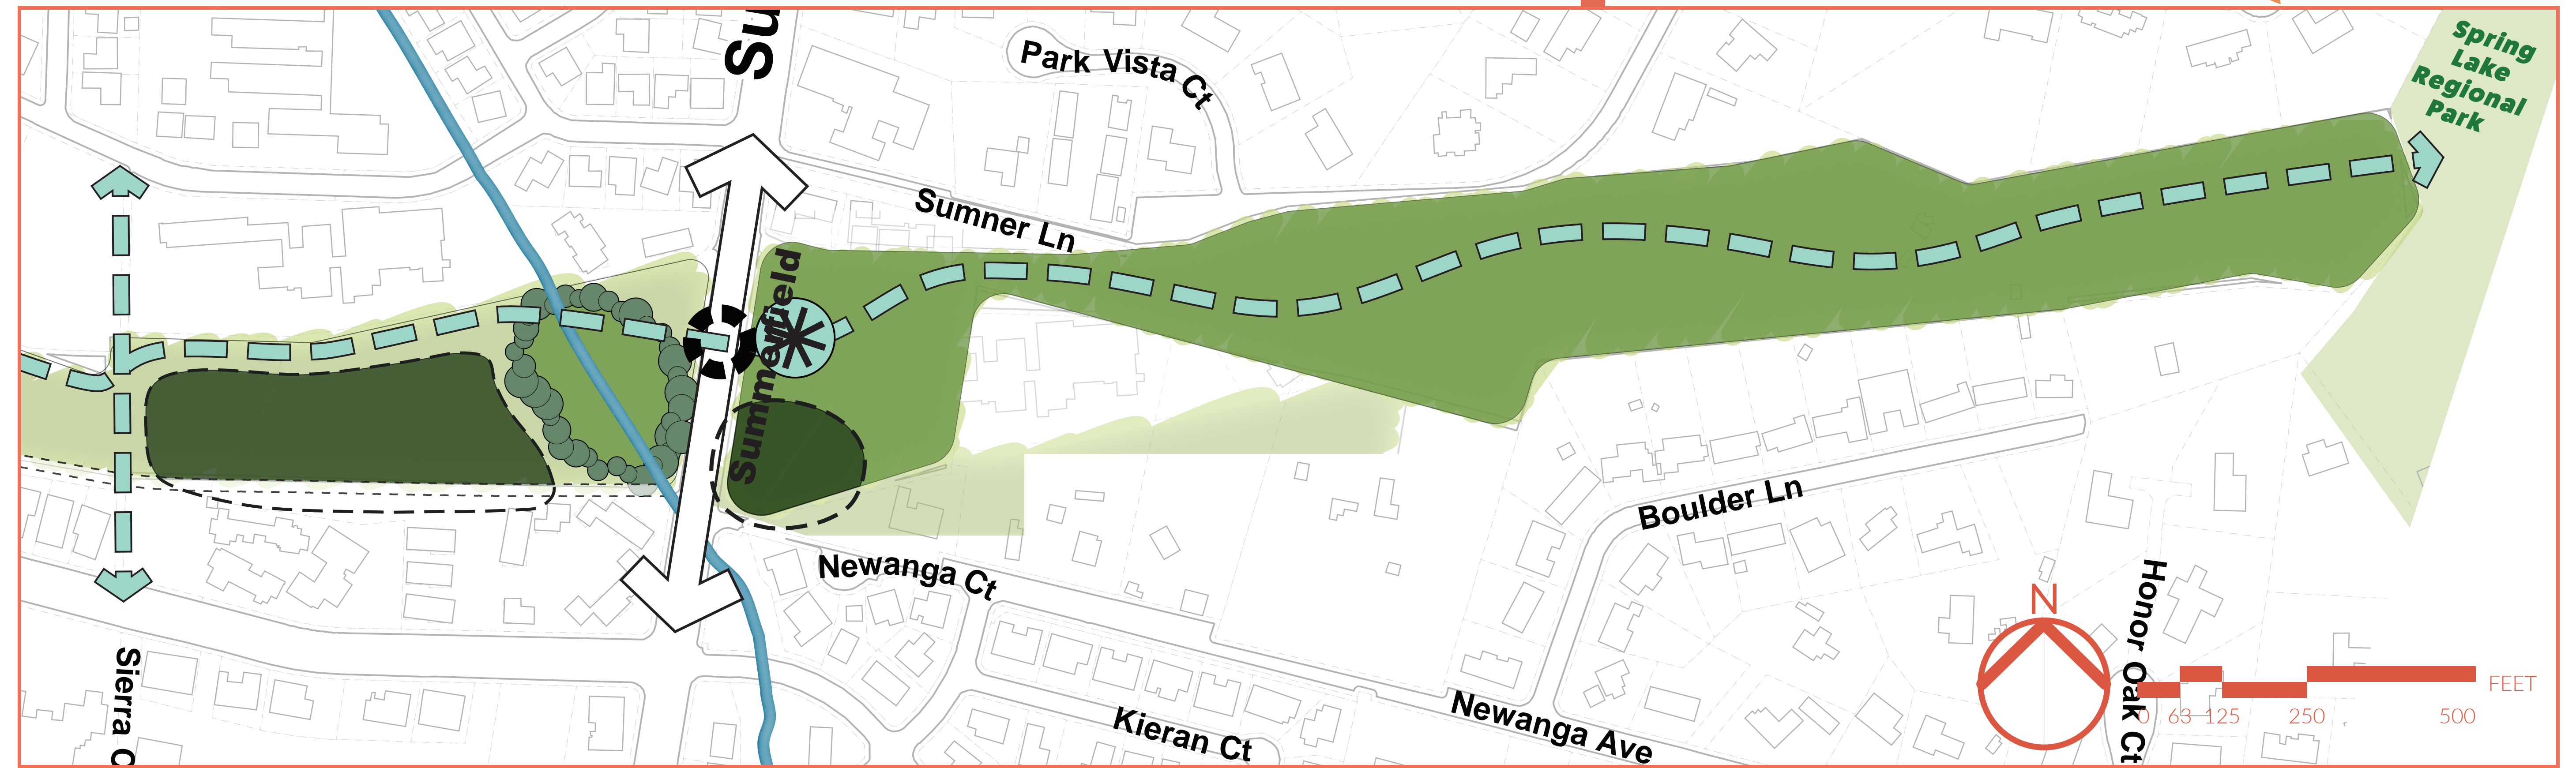 Su
Park Vista Ct
Spring
Lake
Regional
Park
Sumner Ln
Summerfield
Boulder Ln
Newanga Ct
Honor Oak Ct
N
Sierra
FEET
0 63 125 250 500
Kieran Ct
Newanga Ave